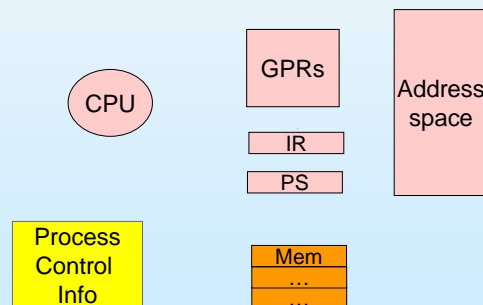 CPU
GPRs
IR
PS
Address
space
Process
Control
Info
Mem
…
…